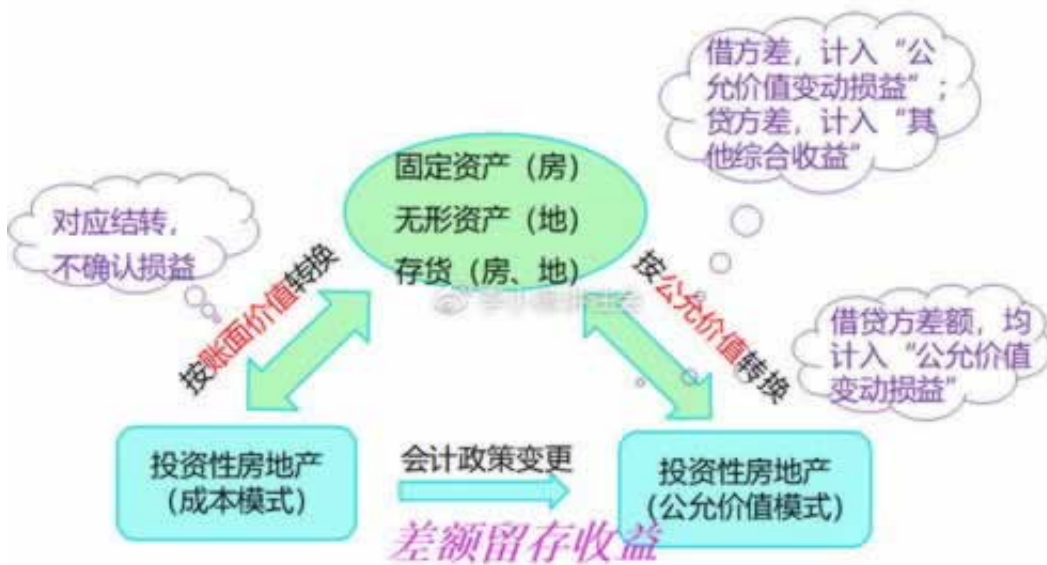 借方差，计入“公
允价值变动损益”；
贷方差，计入“其
他综合收益”
固定资产（房）
无形资产（地）
存货（房、地）
对应结转，
不确认损益
按账面价值转换
按公允价值转换
借贷方差额，均
计入“公允价值
变动损益”
投资性房地产
（成本模式）
会计政策变更
差额留存收益
投资性房地产
（公允价值模式）